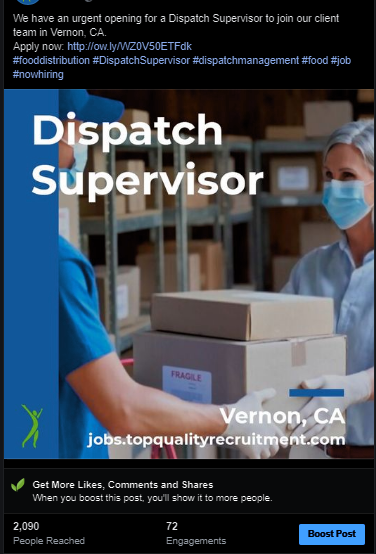 We have an urgent opening for a Dispatch Supervisor to join our client
team in Vernon, CA.
Apply now: http://ow.ly/WZ0V50ETFdk
#fooddistribution #DispatchSupervisor #dispatchmanagement #food #job
#nowhiring
Dispatch
Supervisor
FRAGILE
Vernon, CA
jobs.topqualityrecruitment.com
Get More Likes, Comments and Shares
When you boost this post, you'll show it to more people.
2,090
72
Boost Post
People Reached
Engagements